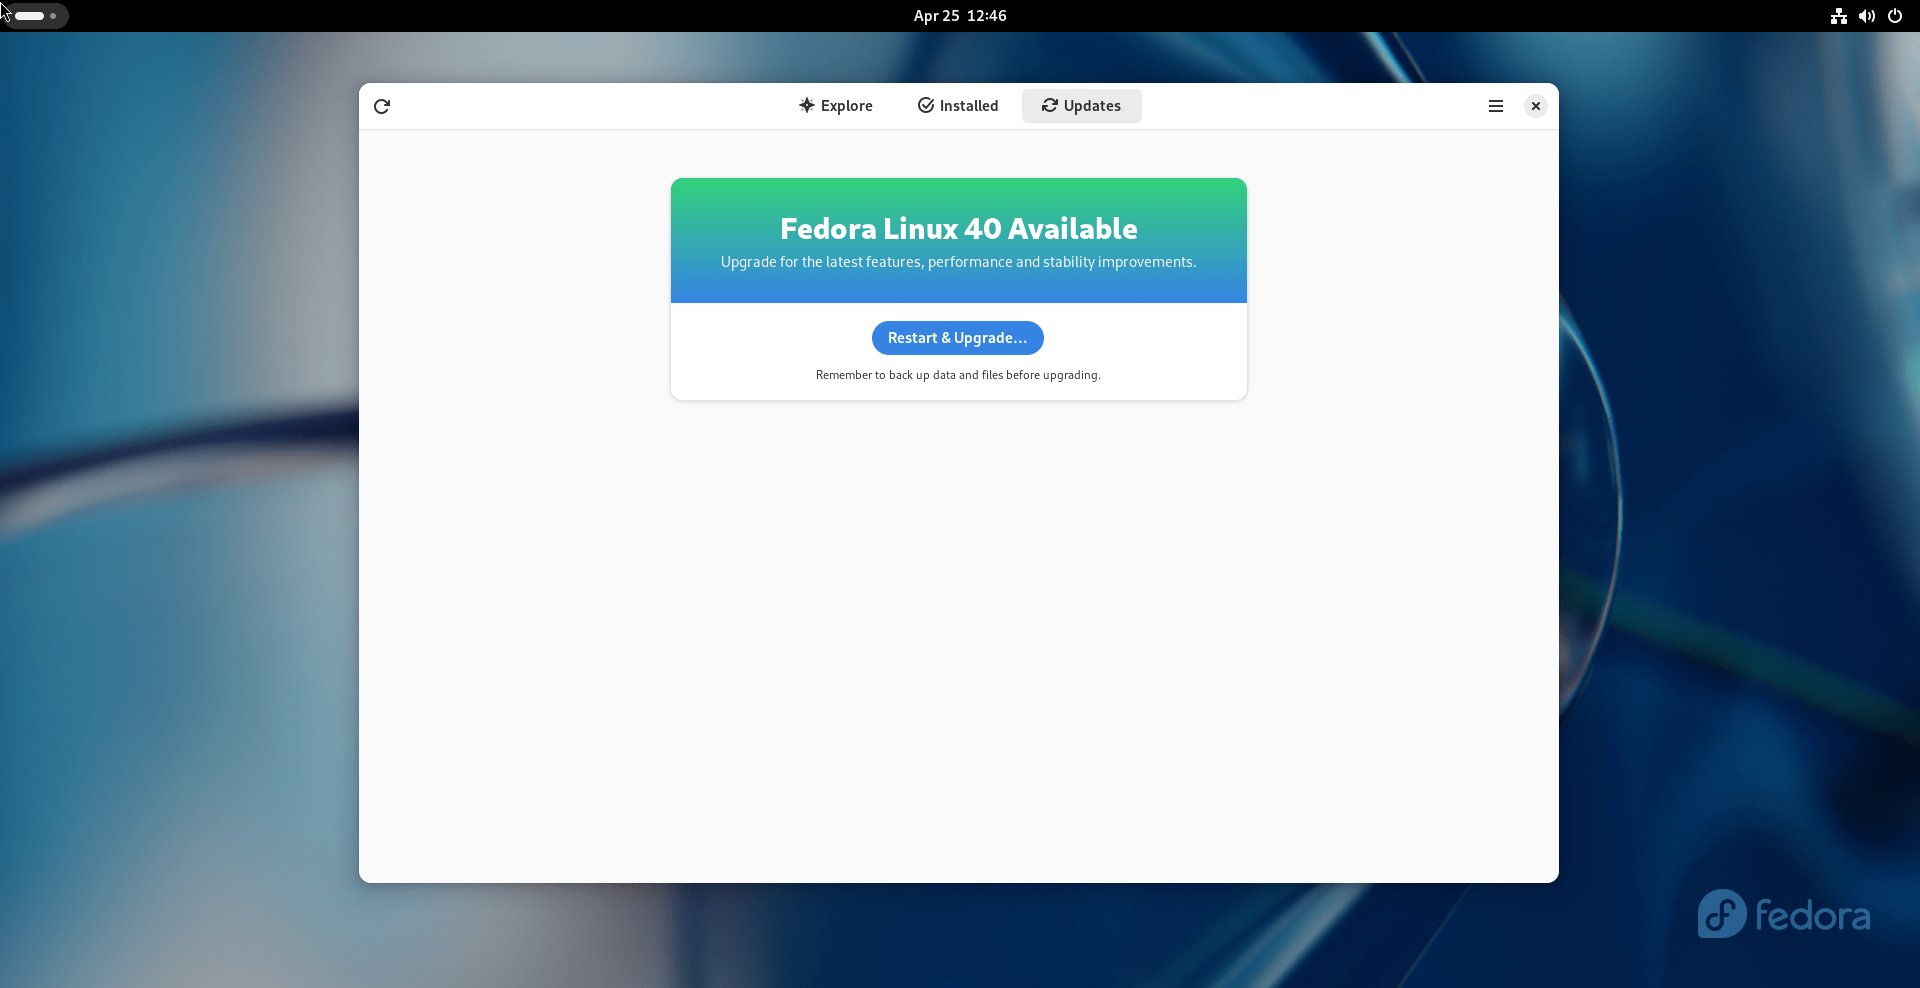 Apr 25 12:46
Explore
Installed
Updates
Fedora Linux 40 Available
Upgrade for the latest features, performance and stability improvements.
Restart & Upgrade...
Remember to back up data and files before upgrading.
fedora